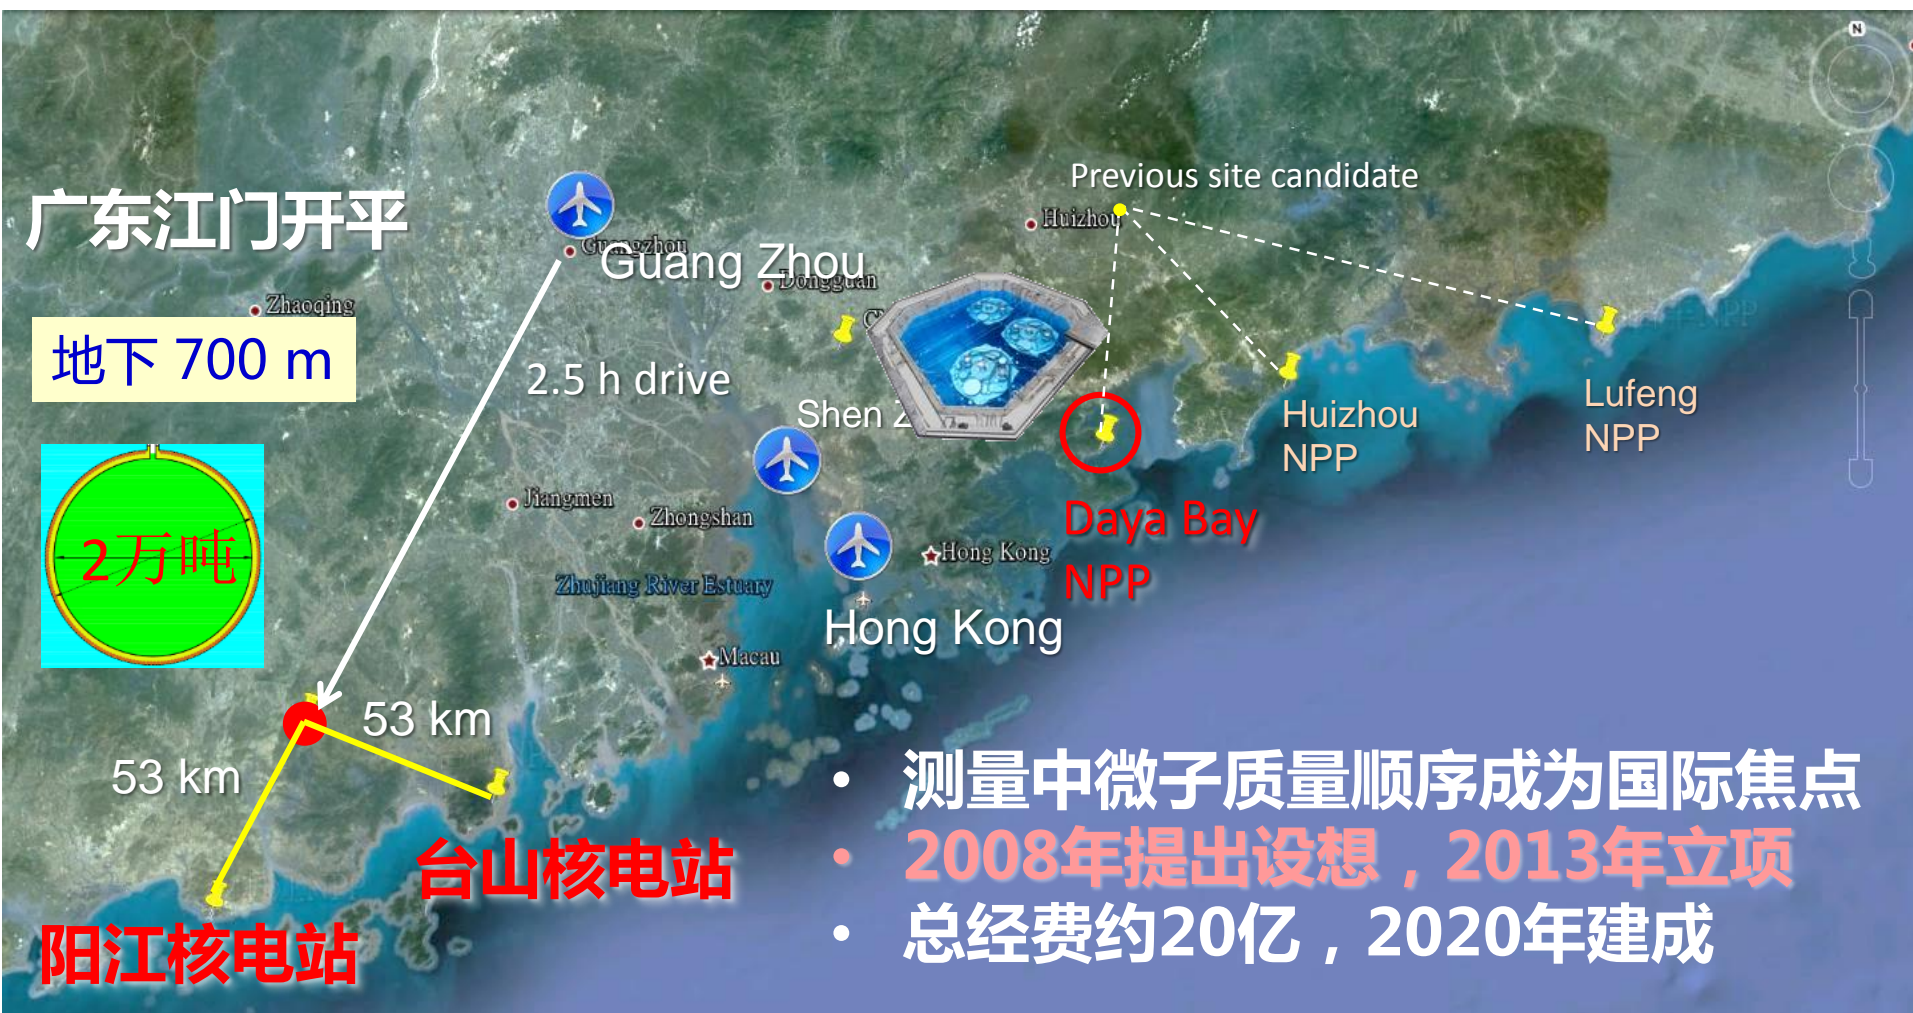 N
Previous site candidate
广东江门开平
Huizhou
Guangzhou
Guang Zhou
Dongguan
Zhaoqing
地下 700 m
2.5 h drive
Shen
Huizhou
NPP
Lufeng
NPP
Jiangmen
Zhongshan
Daya Bay
NPP
2万吨
Hong Kong
Zhujiang River Estuary
Hong Kong
Macau
53 km
53 km
• 测量中微子质量顺序成为国际焦点
• 2008年提出设想，2013年立项
• 总经费约20亿，2020年建成
台山核电站
阳江核电站